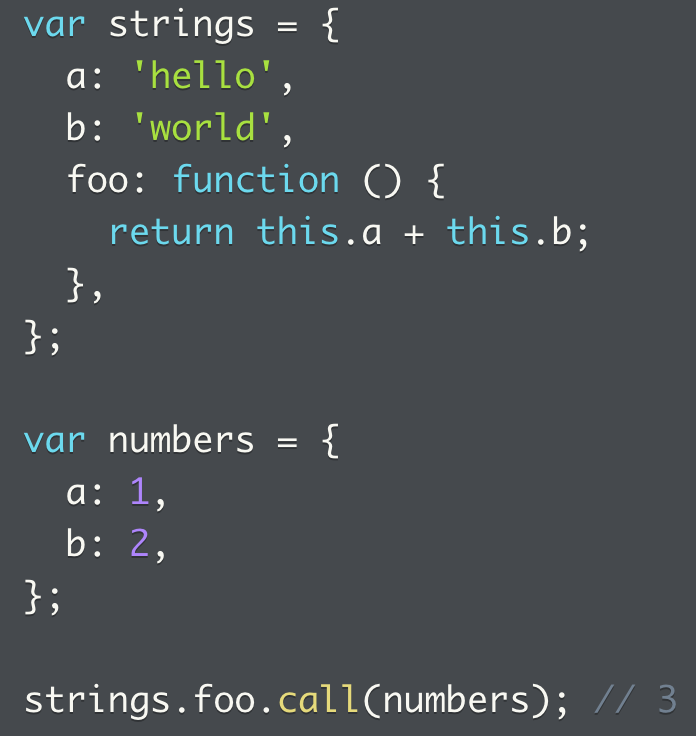 var strings = {
  a: 'hello',
  b: 'world',
  foo: function () {
    return this.a + this.b;
  },
};

var numbers = {
  a: 1,
  b: 2,
};

strings.foo.call(numbers); // 3